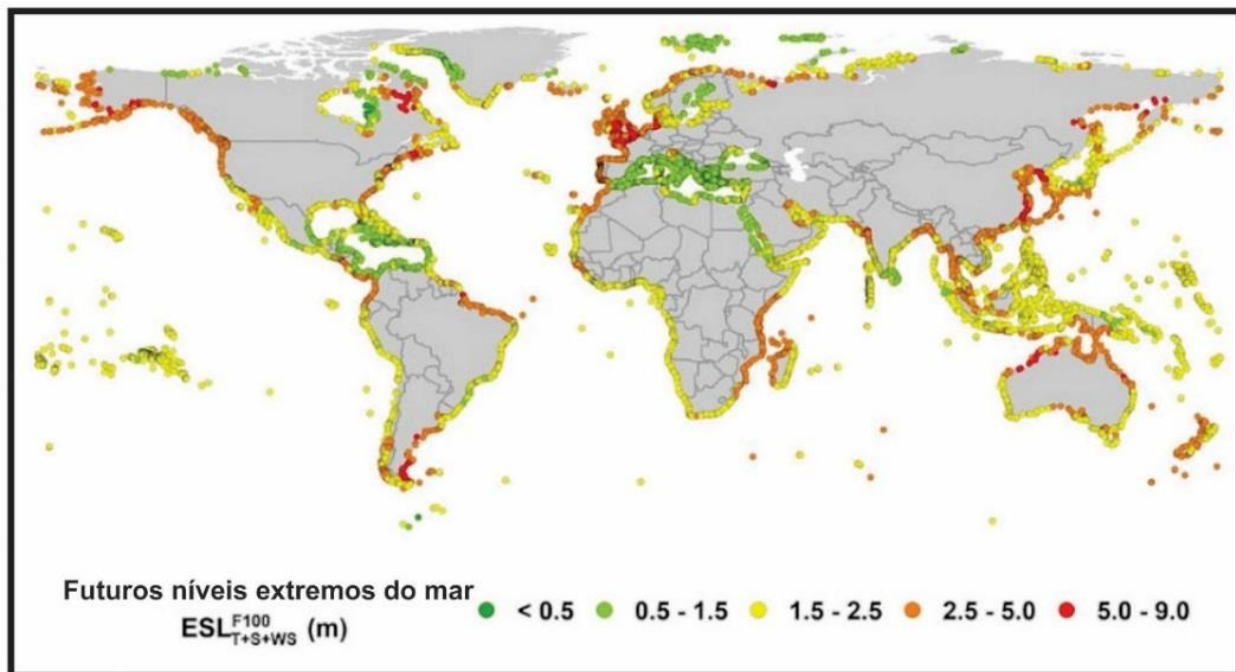 Futuros níveis extremos do mar
ESL F100 T+S+WS (m)
< 0.5
0.5 - 1.5
1.5 - 2.5
2.5 - 5.0
5.0 - 9.0